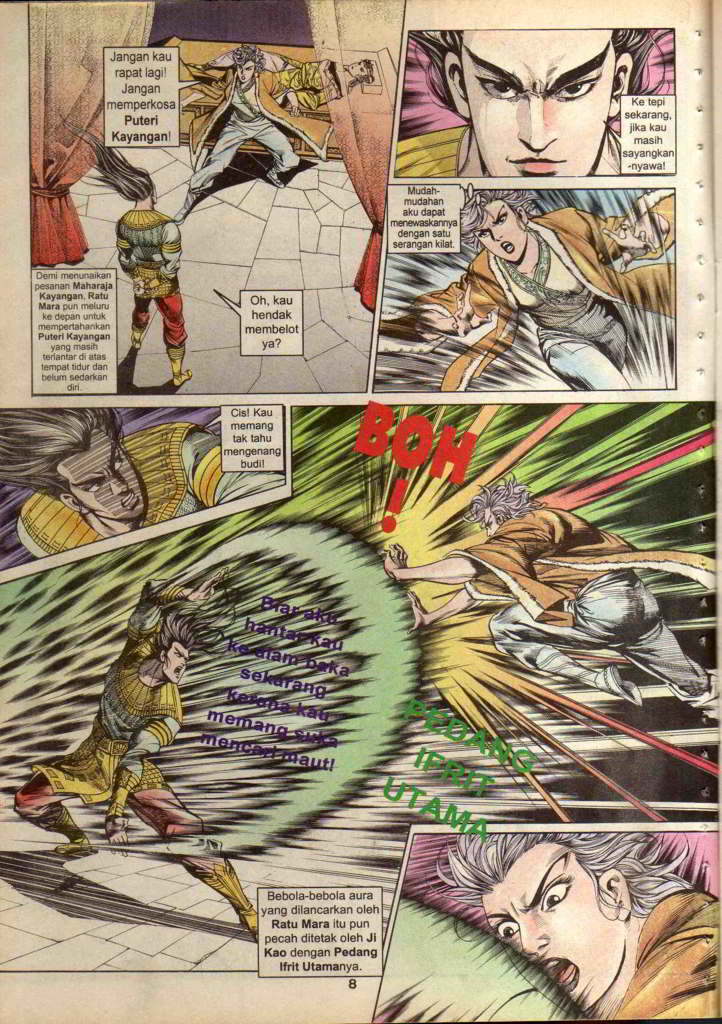 Jangan kau
rapat lagi!
Jangan
memperkosa
Puteri
Kayangan!
Demi menunaikan
pesanan Maharaja
Kayangan, Ratu
Mara pun meluru
ke depan untuk
mempertahankan
Puteri Kayangan
yang masih
terlantar di atas
tempat tidur dan
belum sedarkan
diri.
Oh, kau
hendak
membelot
ya?
Ke tepi
sekarang,
jika kau
masih
sayangkan
-nyawa!
Mudah-
mudahan
aku dapat
menewaskannya
dengan satu
serangan kilat.
Cis! Kau
memang
tak tahu
mengenang
budi!
BOH
!
Biar aku
hantar kau
ke alam baka
sekarang
kerana kau
memang suka
mencari maut!
PEDANG
IFRIT
UTAMA
Bebola-bebola aura
yang dilancarkan oleh
Ratu Mara itu pun
pecah ditetak oleh Ji
Kao dengan Pedang
Ifrit Utamanya.
8